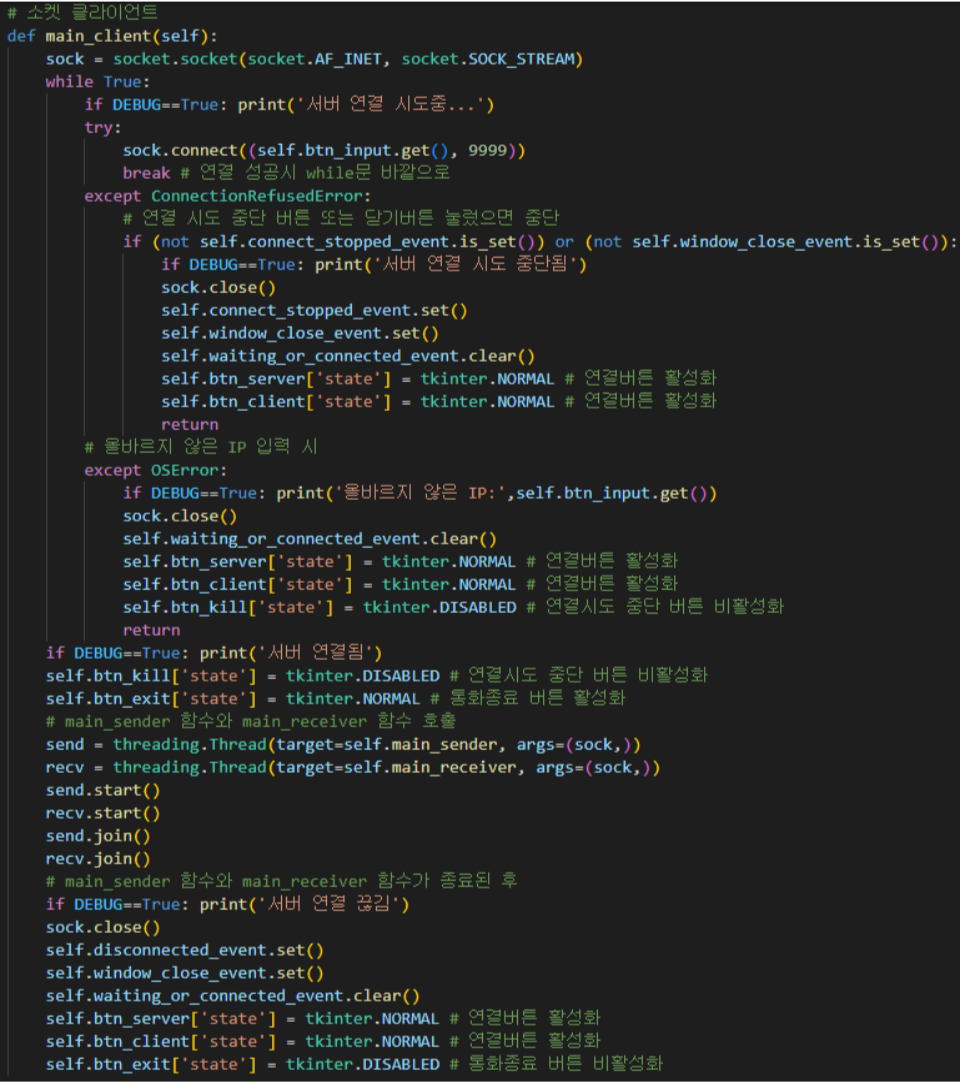 # 소켓 클라이언트
def main_client(self):
    sock = socket.socket(socket.AF_INET, socket.SOCK_STREAM)
    while True:
        if DEBUG==True: print('서버 연결 시도중...')
        try:
            sock.connect((self.btn_input.get(), 9999))
            break # 연결 성공시 while문 바깥으로
        except ConnectionRefusedError:
            # 연결 시도 중단 버튼 또는 닫기버튼 눌렀으면 중단
            if (not self.connect_stopped_event.is_set()) or (not self.window_close_event.is_set()):
                if DEBUG==True: print('서버 연결 시도 중단됨')
                sock.close()
                self.connect_stopped_event.set()
                self.window_close_event.set()
                self.waiting_or_connected_event.clear()
                self.btn_server['state'] = tkinter.NORMAL # 연결버튼 활성화
                self.btn_client['state'] = tkinter.NORMAL # 연결버튼 활성화
                return
        # 올바르지 않은 IP 입력 시
        except OSError:
            if DEBUG==True: print('올바르지 않은 IP:',self.btn_input.get())
            sock.close()
            self.waiting_or_connected_event.clear()
            self.btn_server['state'] = tkinter.NORMAL # 연결버튼 활성화
            self.btn_client['state'] = tkinter.NORMAL # 연결버튼 활성화
            self.btn_kill['state'] = tkinter.DISABLED # 연결시도 중단 버튼 비활성화
            return
    if DEBUG==True: print('서버 연결됨')
    self.btn_kill['state'] = tkinter.DISABLED # 연결시도 중단 버튼 비활성화
    self.btn_exit['state'] = tkinter.NORMAL # 통화종료 버튼 활성화
    # main_sender 함수와 main_receiver 함수 호출
    send = threading.Thread(target=self.main_sender, args=(sock,))
    recv = threading.Thread(target=self.main_receiver, args=(sock,))
    send.start()
    recv.start()
    send.join()
    recv.join()
    # main_sender 함수와 main_receiver 함수가 종료된 후
    if DEBUG==True: print('서버 연결 끊김')
    sock.close()
    self.disconnected_event.set()
    self.window_close_event.set()
    self.waiting_or_connected_event.clear()
    self.btn_server['state'] = tkinter.NORMAL # 연결버튼 활성화
    self.btn_client['state'] = tkinter.NORMAL # 연결버튼 활성화
    self.btn_exit['state'] = tkinter.DISABLED # 통화종료 버튼 비활성화